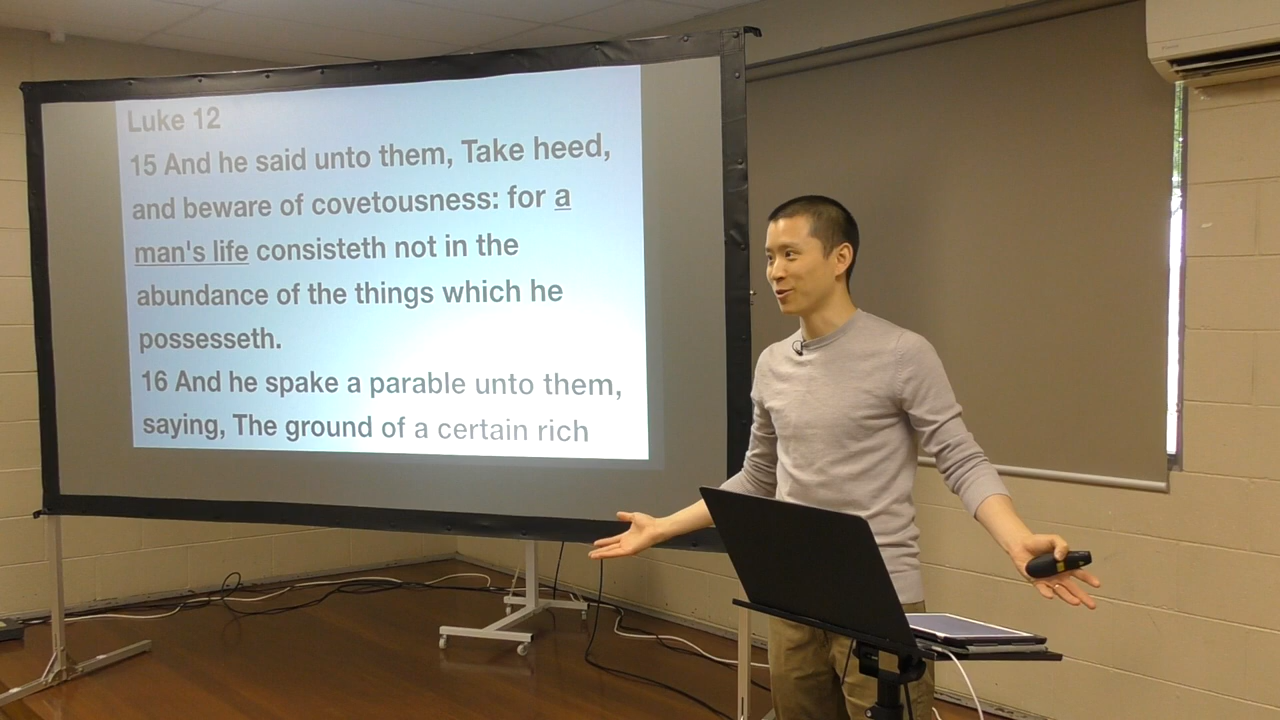 Luke 12
15 And he said unto them, Take heed,
and beware of covetousness: for a
man's life consisteth not in the
abundance of the things which he
possesseth.
16 And he spake a parable unto them,
saying, The ground of a certain rich